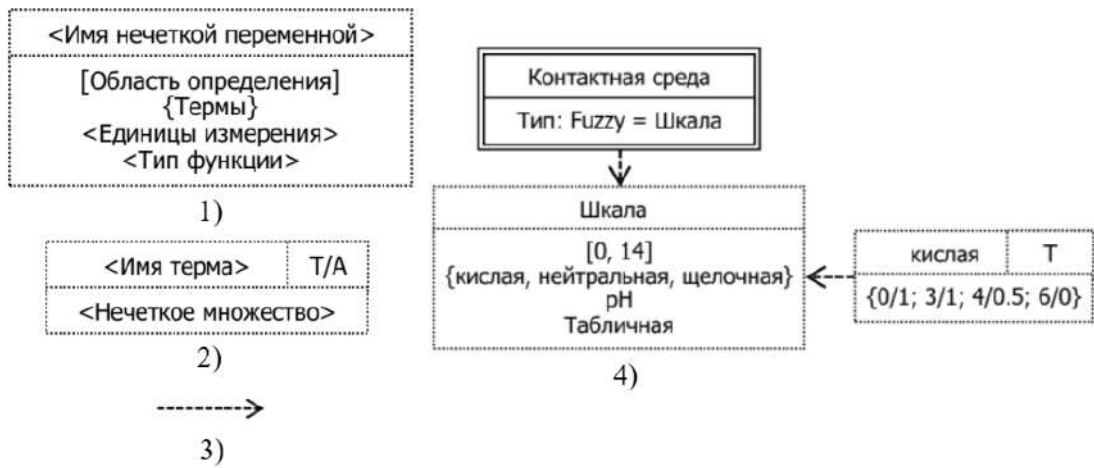 <Имя нечеткой переменной>
[Область определения]
{Термы}
<Единицы измерения>
<Тип функции>
1)
<Имя терма> T/A
<Нечеткое множество>
2)
3)
Контактная среда
Тип: Fuzzy = Шкала
Шкала
[0, 14]
{кислая, нейтральная, щелочная}
pH
Табличная
кислая T
{0/1; 3/1; 4/0.5; 6/0}
4)